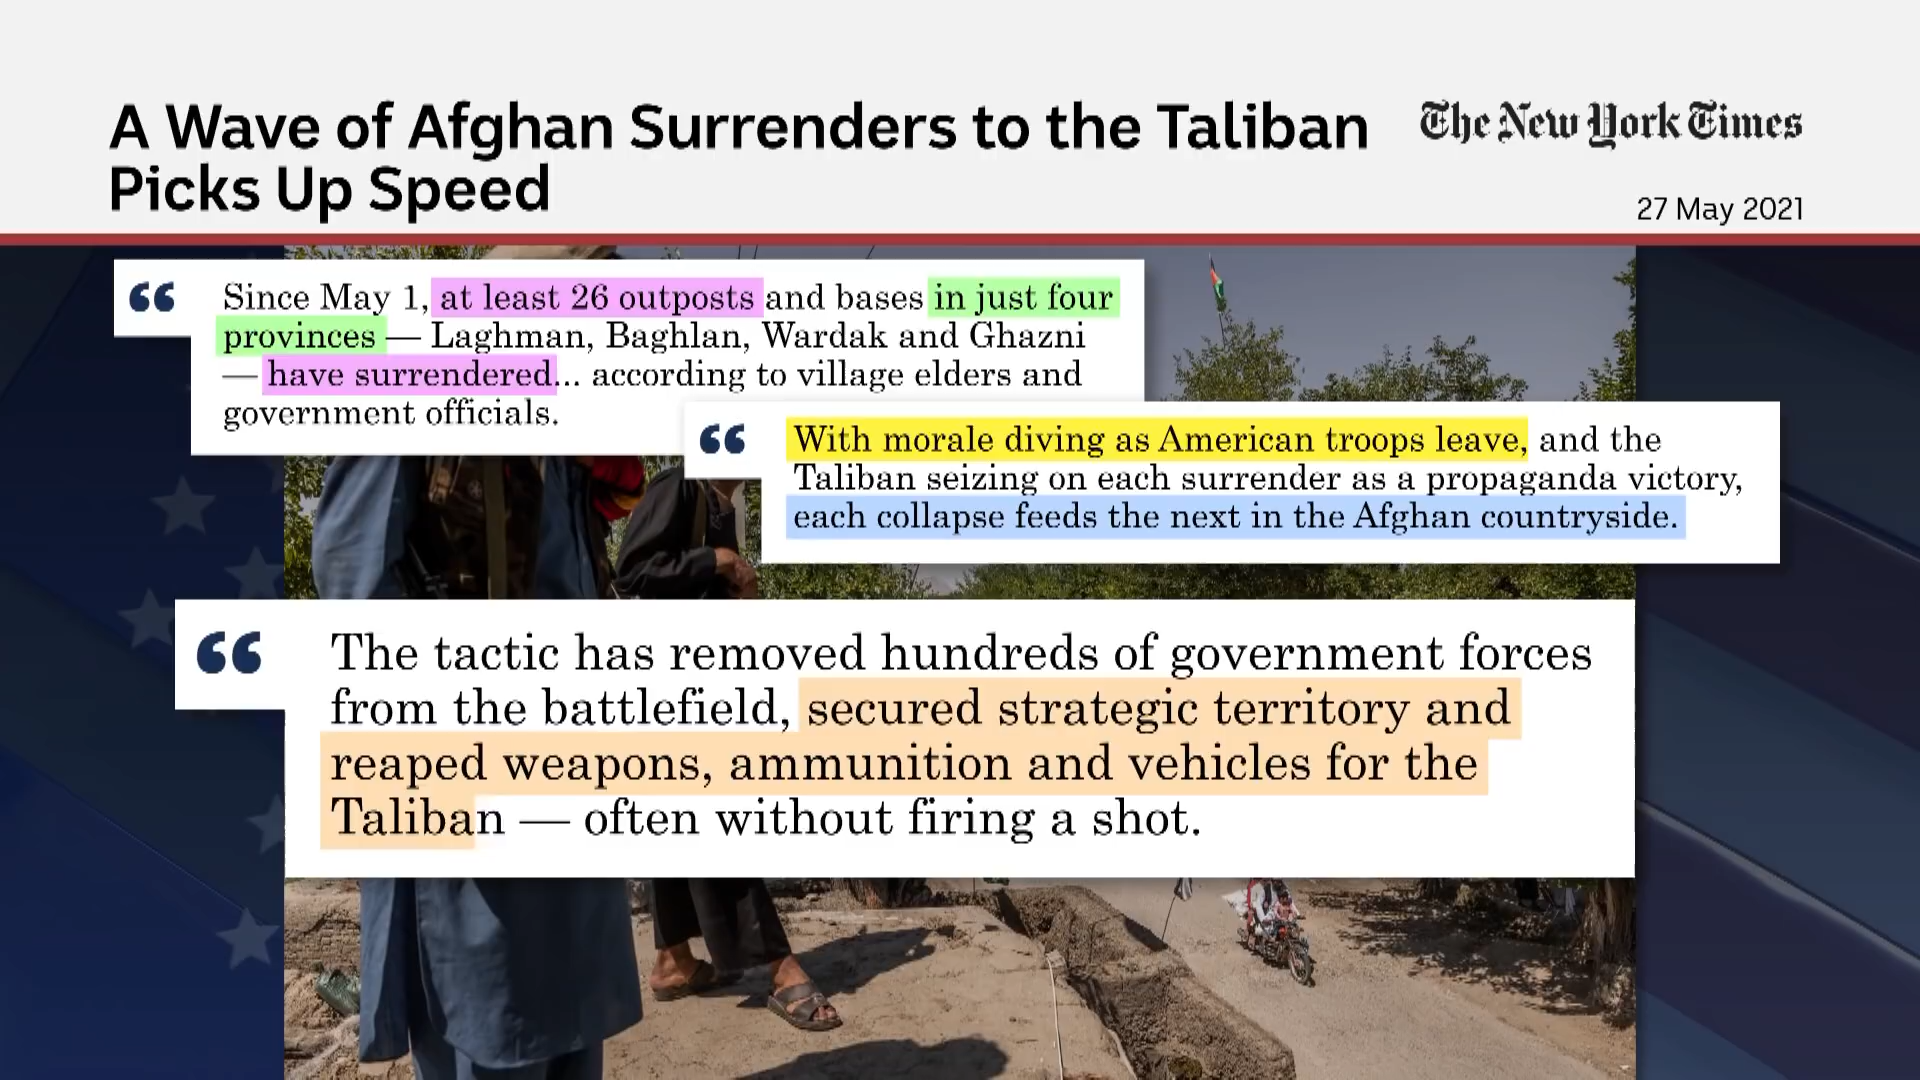 A Wave of Afghan Surrenders to the Taliban
Picks Up Speed
The New York Times
27 May 2021
“ Since May 1, at least 26 outposts and bases in just four
provinces — Laghman, Baghlan, Wardak and Ghazni
— have surrendered... according to village elders and
government officials.
“ With morale diving as American troops leave, and the
Taliban seizing on each surrender as a propaganda victory,
each collapse feeds the next in the Afghan countryside.
“ The tactic has removed hundreds of government forces
from the battlefield, secured strategic territory and
reaped weapons, ammunition and vehicles for the
Taliban — often without firing a shot.